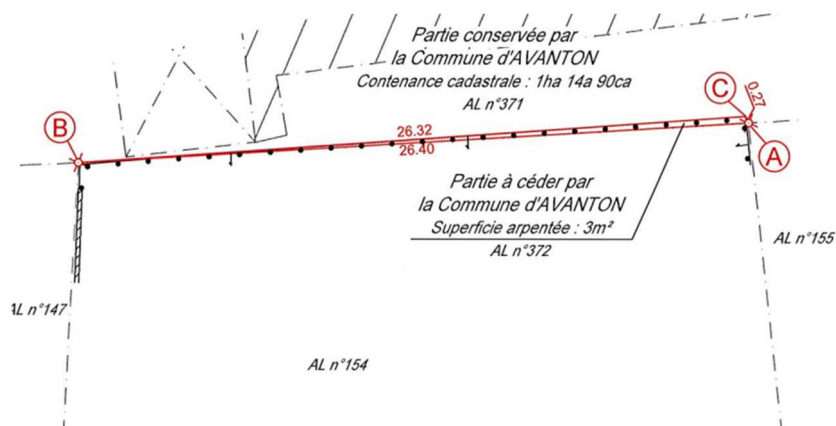 Partie conservée par
la Commune d'AVANTON
Contenance cadastrale : 1ha 14a 90ca
AL n°371
C
0.27
B
26.32
26.40
A
Partie à céder par
la Commune d'AVANTON
Superficie arpentée : 3m²
AL n°372
AL n°155
AL n°147
AL n°154